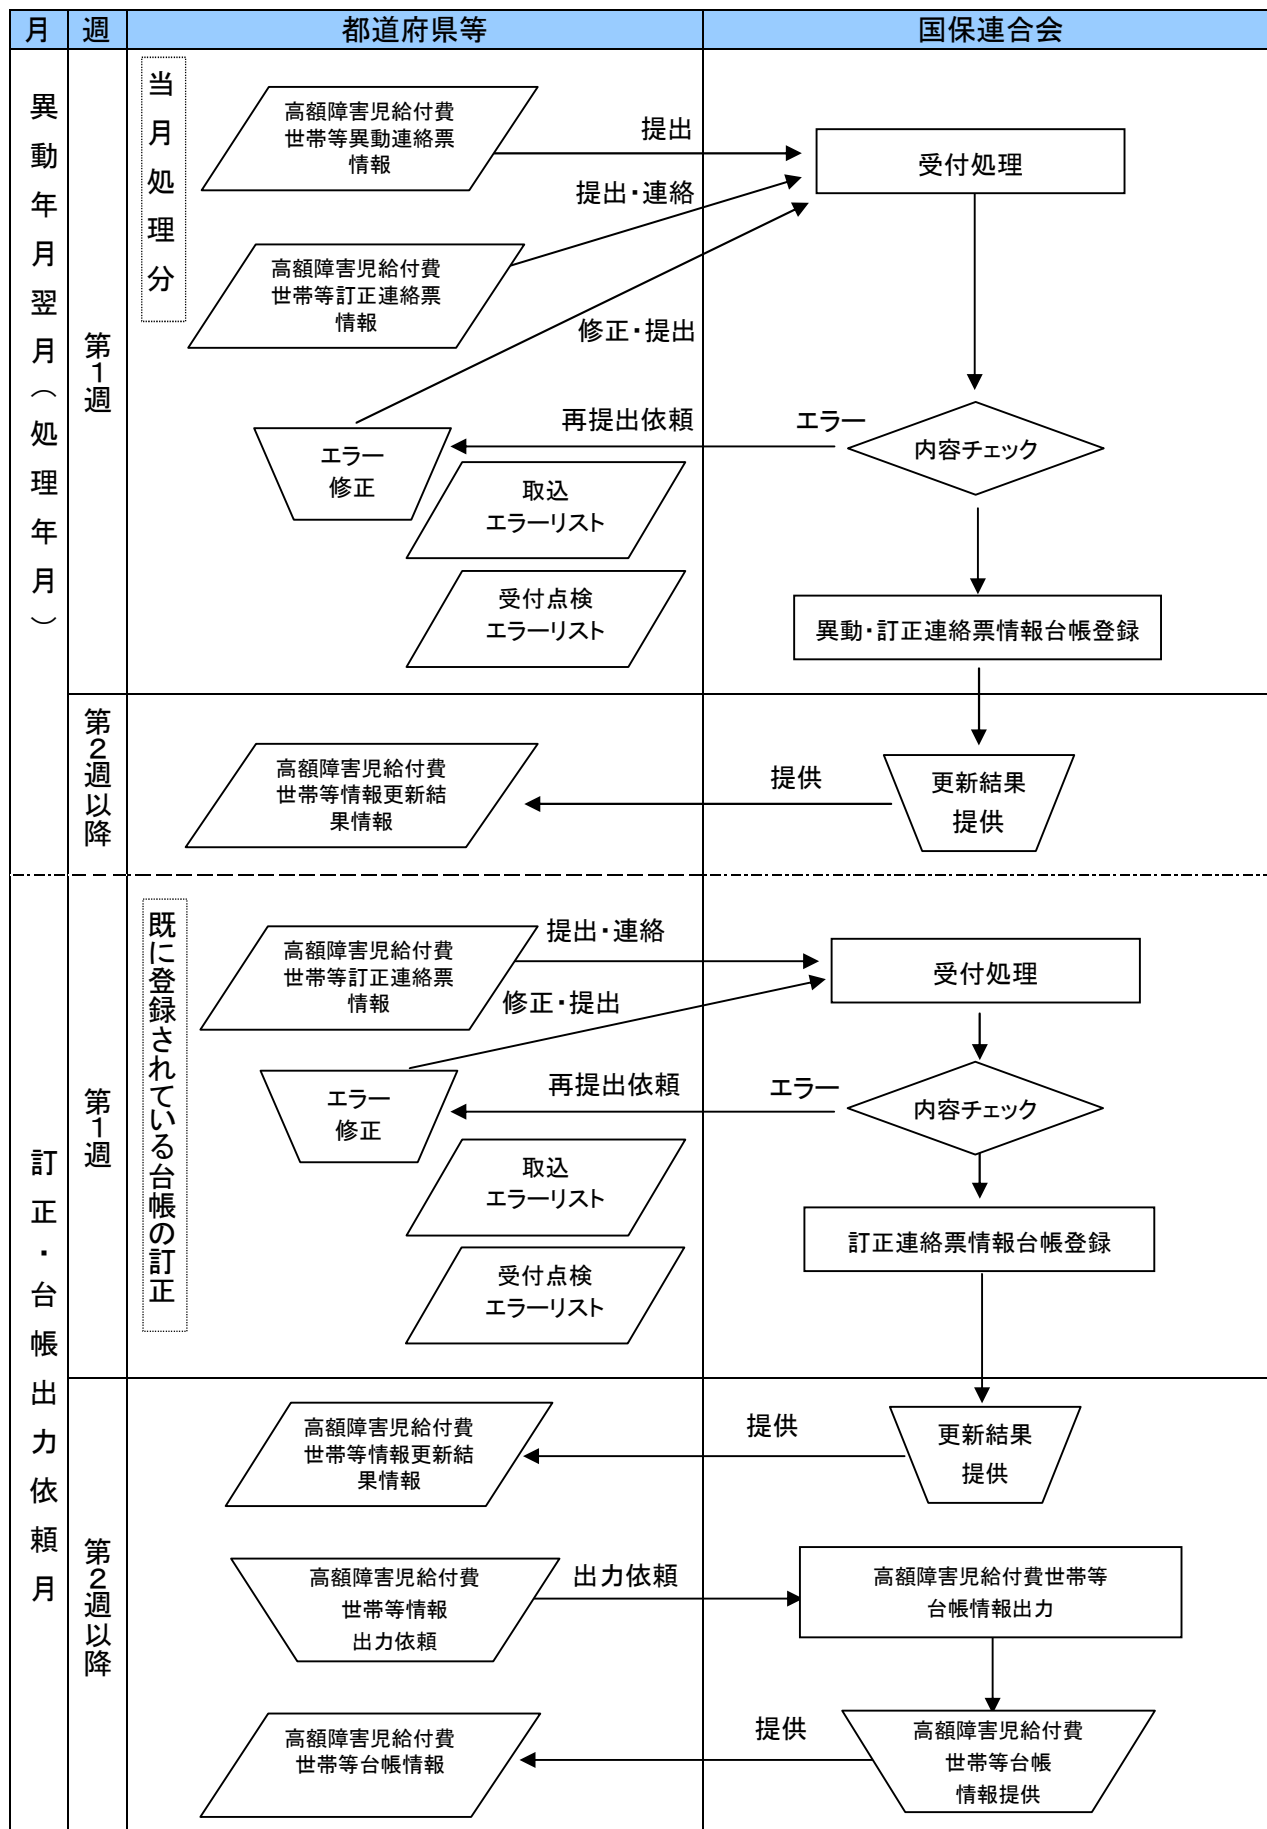 月
週
都道府県等
国保連合会
異動年月翌月（処理年月）
第1週
当月処理分
高額障害児給付費
世帯等異動連絡票
情報
提出
受付処理
提出・連絡
高額障害児給付費
世帯等訂正連絡票
情報
修正・提出
再提出依頼
エラー
内容チェック
エラー
修正
取込
エラーリスト
受付点検
エラーリスト
異動・訂正連絡票情報台帳登録
第2週以降
高額障害児給付費
世帯等情報更新結
果情報
提供
更新結果
提供
訂正・台帳出力依頼月
第1週
既に登録されている台帳の訂正
高額障害児給付費
世帯等訂正連絡票
情報
提出・連絡
受付処理
修正・提出
エラー
修正
再提出依頼
エラー
内容チェック
取込
エラーリスト
受付点検
エラーリスト
訂正連絡票情報台帳登録
第2週以降
高額障害児給付費
世帯等情報更新結
果情報
提供
更新結果
提供
高額障害児給付費
世帯等情報
出力依頼
出力依頼
高額障害児給付費世帯等
台帳情報出力
高額障害児給付費
世帯等台帳情報
提供
高額障害児給付費
世帯等台帳
情報提供